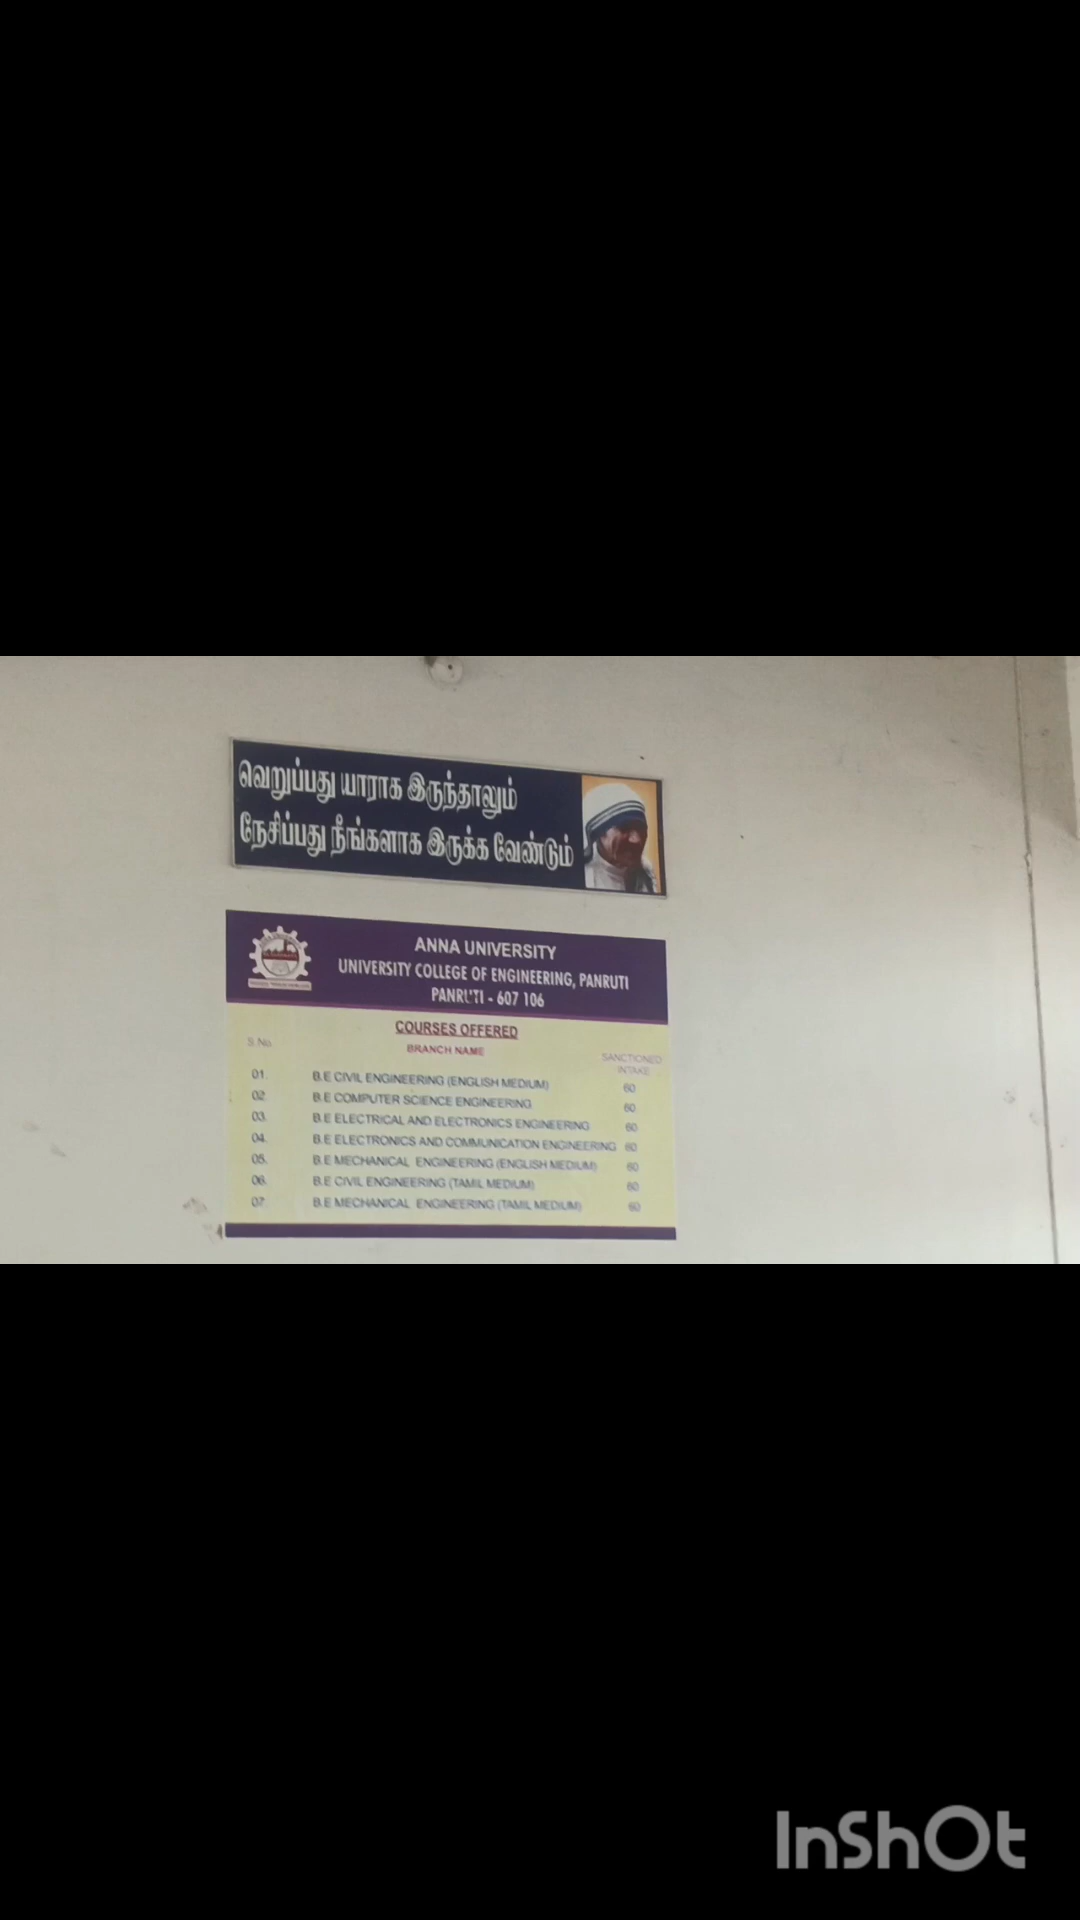 வெறுப்பது யாராக இருந்தாலும்
நேசிப்பது நீங்களாக இருக்க வேண்டும்
ANNA UNIVERSITY
UNIVERSITY COLLEGE OF ENGINEERING, PANRUTI
PANRUTI - 607 106
COURSES OFFERED
S.No. BRANCH NAME SANCTIONED INTAKE
01. B.E CIVIL ENGINEERING (ENGLISH MEDIUM) 60
02. B.E COMPUTER SCIENCE ENGINEERING 60
03. B.E ELECTRICAL AND ELECTRONICS ENGINEERING 60
04. B.E ELECTRONICS AND COMMUNICATION ENGINEERING 60
05. B.E MECHANICAL ENGINEERING (ENGLISH MEDIUM) 60
06. B.E CIVIL ENGINEERING (TAMIL MEDIUM) 60
07. B.E MECHANICAL ENGINEERING (TAMIL MEDIUM) 60
InShOt